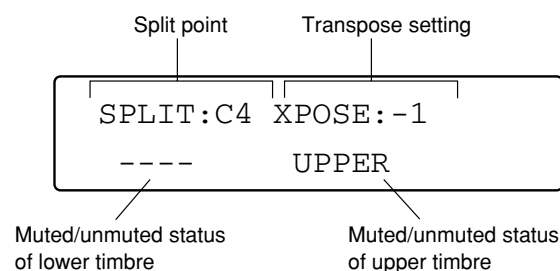 Split point Transpose setting
SPLIT:C4 XPOSE:-1
---- UPPER
Muted/unmuted status Muted/unmuted status
of lower timbre of upper timbre